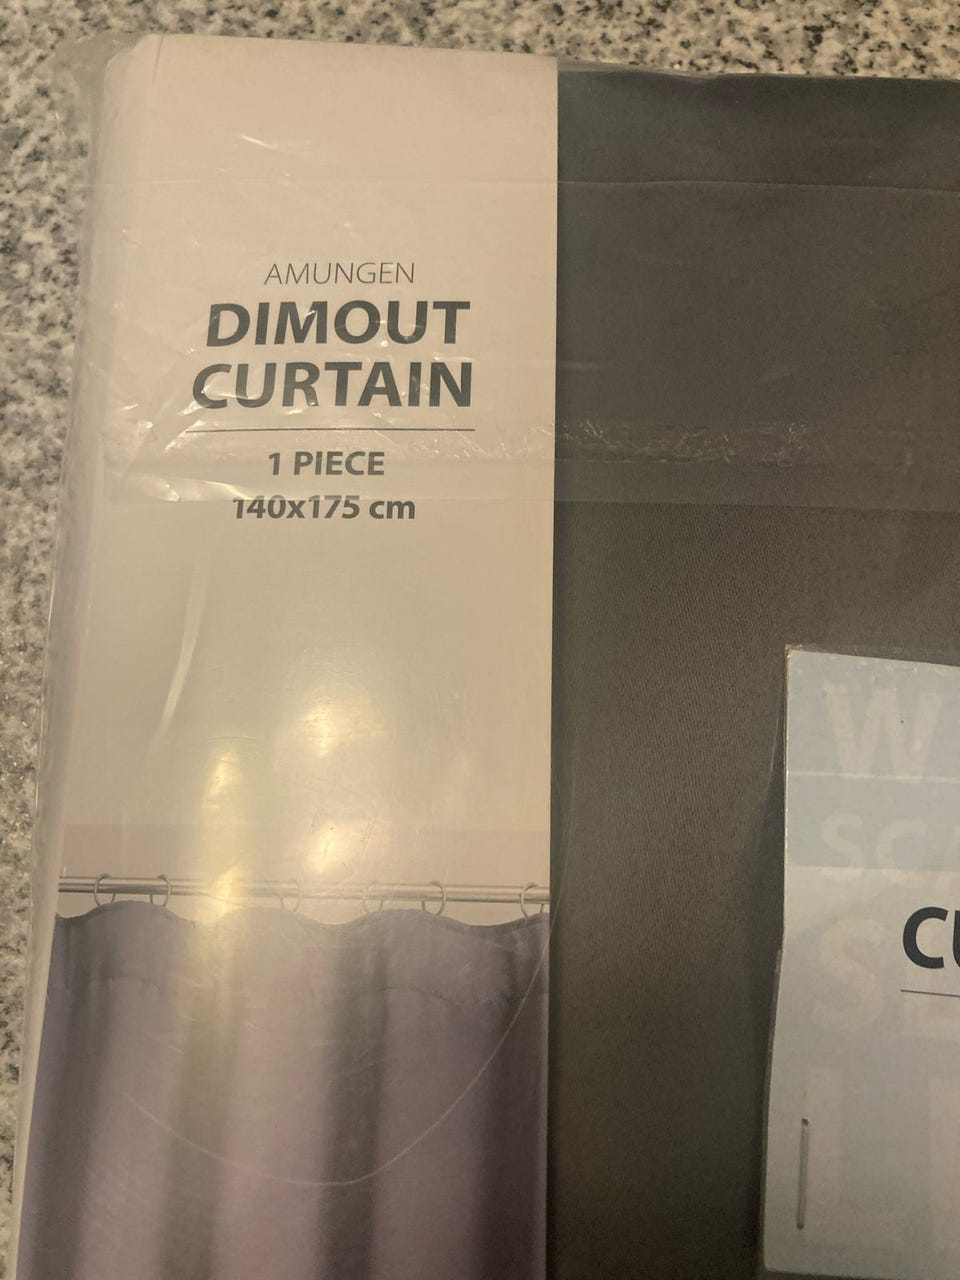 AMUNGEN
DIMOUT
CURTAIN
1 PIECE
140x175 cm